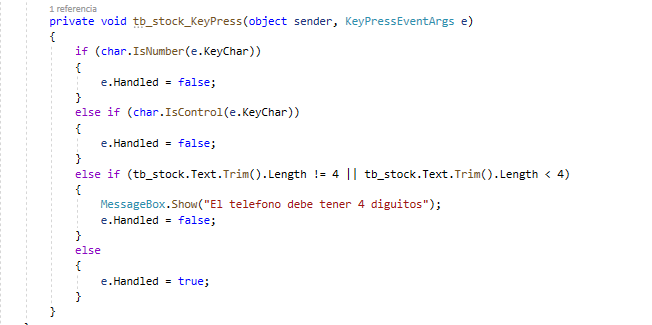 1 referencia
private void tb_stock_KeyPress(object sender, KeyPressEventArgs e)
{
if (char.IsNumber(e.KeyChar))
{
e.Handled = false;
}
else if (char.IsControl(e.KeyChar))
{
e.Handled = false;
}
else if (tb_stock.Text.Trim().Length != 4 || tb_stock.Text.Trim().Length < 4)
{
MessageBox.Show("El telefono debe tener 4 diguitos");
e.Handled = false;
}
else
{
e.Handled = true;
}
}